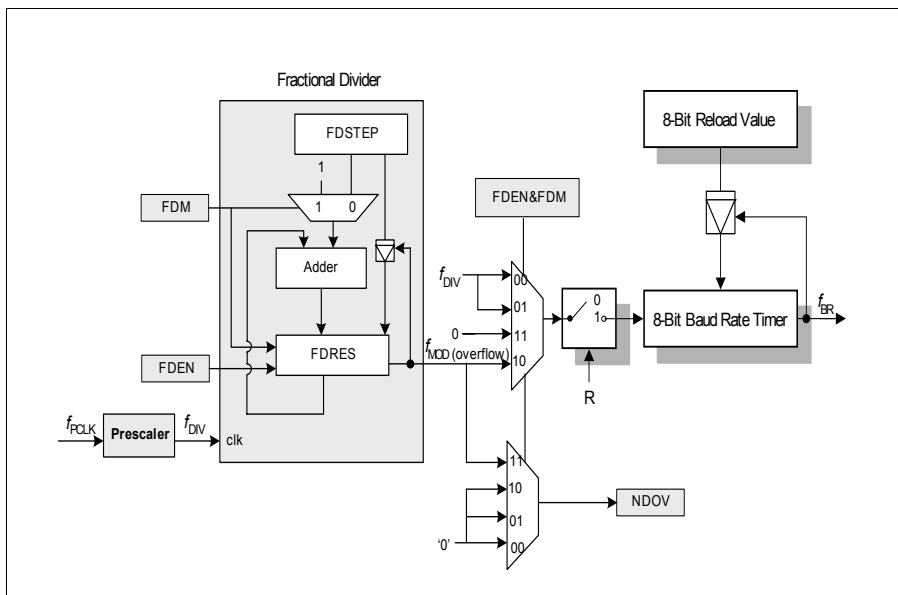 Fractional Divider
FDSTEP
8-Bit Reload Value
1
FDM
1 0
FDEN&FDM
Adder
fDIV
00
01
0
11
10
0
1
8-Bit Baud Rate Timer
fBR
FDEN
FDRES
fMOD (overflow)
R
fPCLK
Prescaler
fDIV
clk
11
10
01
00
'0'
NDOV